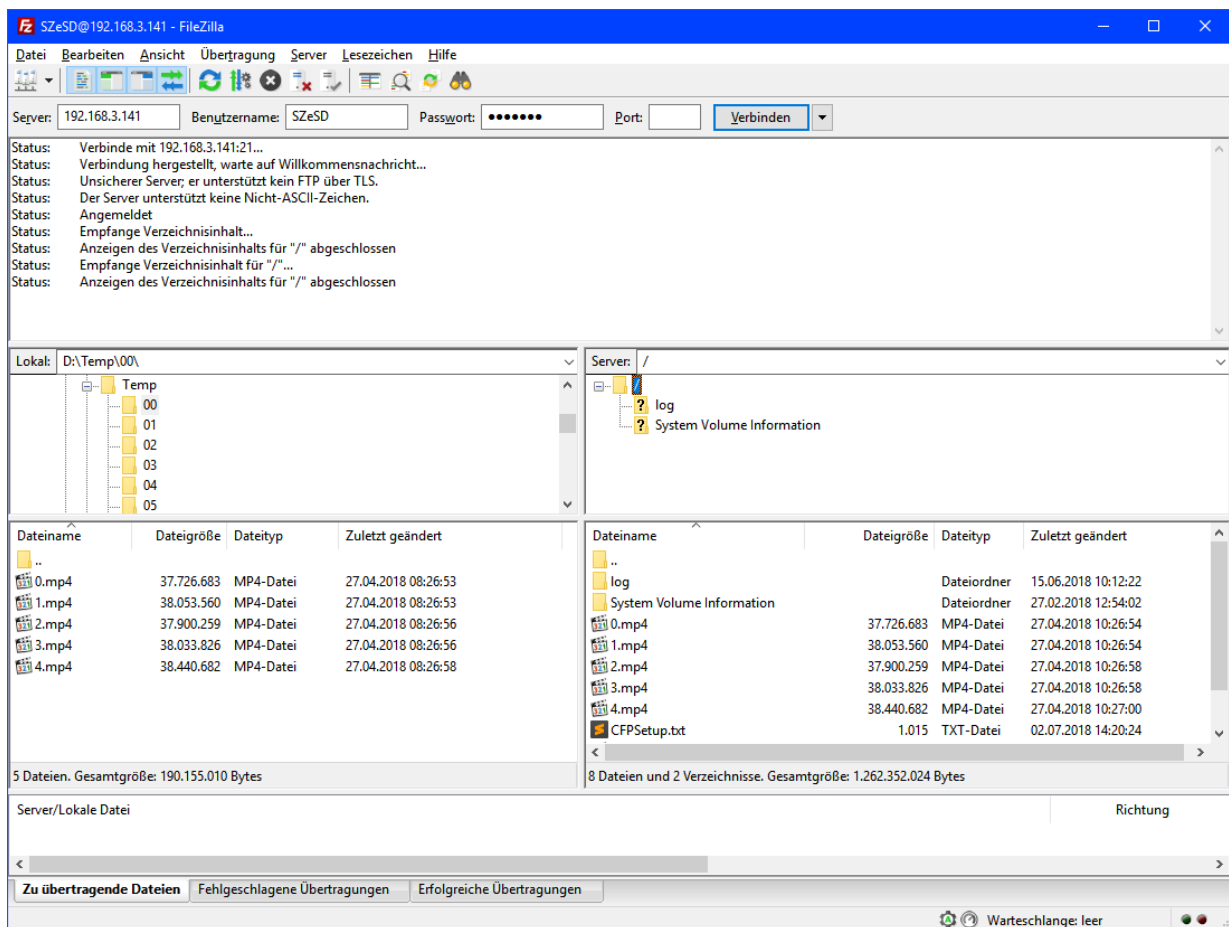 SZeSD@192.168.3.141 - FileZilla
Datei Bearbeiten Ansicht Übertragung Server Lesezeichen Hilfe
Server: 192.168.3.141 Benutzername: SZeSD Passwort: ●●●●●●● Port: Verbinden
Status: Verbinde mit 192.168.3.141:21...
Status: Verbindung hergestellt, warte auf Willkommensnachricht...
Status: Unsicherer Server; er unterstützt kein FTP über TLS.
Status: Der Server unterstützt keine Nicht-ASCII-Zeichen.
Status: Angemeldet
Status: Empfange Verzeichnisinhalt...
Status: Anzeigen des Verzeichnisinhalts für "/" abgeschlossen
Status: Empfange Verzeichnisinhalt für "/"...
Status: Anzeigen des Verzeichnisinhalts für "/" abgeschlossen
Lokal: D:\Temp\00\
Temp
00
01
02
03
04
05
Server: /
/
? log
? System Volume Information
Dateiname Dateigröße Dateityp Zuletzt geändert
..
0.mp4 37.726.683 MP4-Datei 27.04.2018 08:26:53
1.mp4 38.053.560 MP4-Datei 27.04.2018 08:26:53
2.mp4 37.900.259 MP4-Datei 27.04.2018 08:26:56
3.mp4 38.033.826 MP4-Datei 27.04.2018 08:26:56
4.mp4 38.440.682 MP4-Datei 27.04.2018 08:26:58
5 Dateien. Gesamtgröße: 190.155.010 Bytes
Dateiname Dateigröße Dateityp Zuletzt geändert
..
log Dateiordner 15.06.2018 10:12:22
System Volume Information Dateiordner 27.02.2018 12:54:02
0.mp4 37.726.683 MP4-Datei 27.04.2018 10:26:54
1.mp4 38.053.560 MP4-Datei 27.04.2018 10:26:54
2.mp4 37.900.259 MP4-Datei 27.04.2018 10:26:58
3.mp4 38.033.826 MP4-Datei 27.04.2018 10:26:58
4.mp4 38.440.682 MP4-Datei 27.04.2018 10:27:00
CFPSetup.txt 1.015 TXT-Datei 02.07.2018 14:20:24
8 Dateien und 2 Verzeichnisse. Gesamtgröße: 1.262.352.024 Bytes
Server/Lokale Datei Richtung
Zu übertragende Dateien Fehlgeschlagene Übertragungen Erfolgreiche Übertragungen
Warteschlange: leer